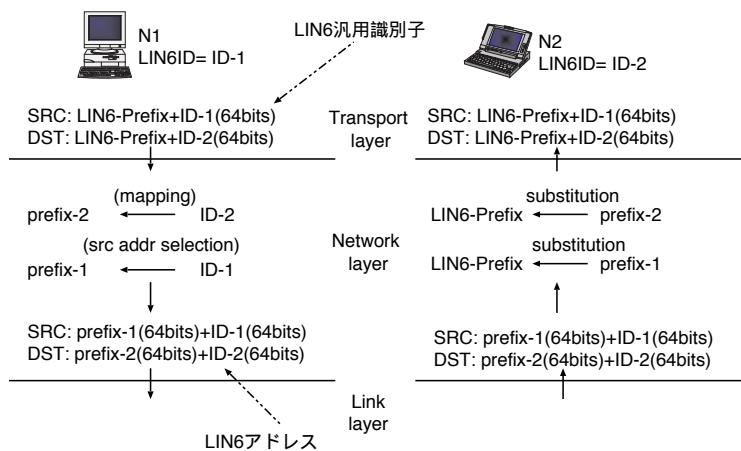 N1
LIN6ID= ID-1
LIN6汎用識別子
N2
LIN6ID= ID-2
SRC: LIN6-Prefix+ID-1(64bits)
DST: LIN6-Prefix+ID-2(64bits)
Transport
layer
SRC: LIN6-Prefix+ID-1(64bits)
DST: LIN6-Prefix+ID-2(64bits)
(mapping)
prefix-2
ID-2
(src addr selection)
prefix-1
ID-1
Network
layer
substitution
LIN6-Prefix
prefix-2
substitution
LIN6-Prefix
prefix-1
SRC: prefix-1(64bits)+ID-1(64bits)
DST: prefix-2(64bits)+ID-2(64bits)
SRC: prefix-1(64bits)+ID-1(64bits)
DST: prefix-2(64bits)+ID-2(64bits)
Link
layer
LIN6アドレス